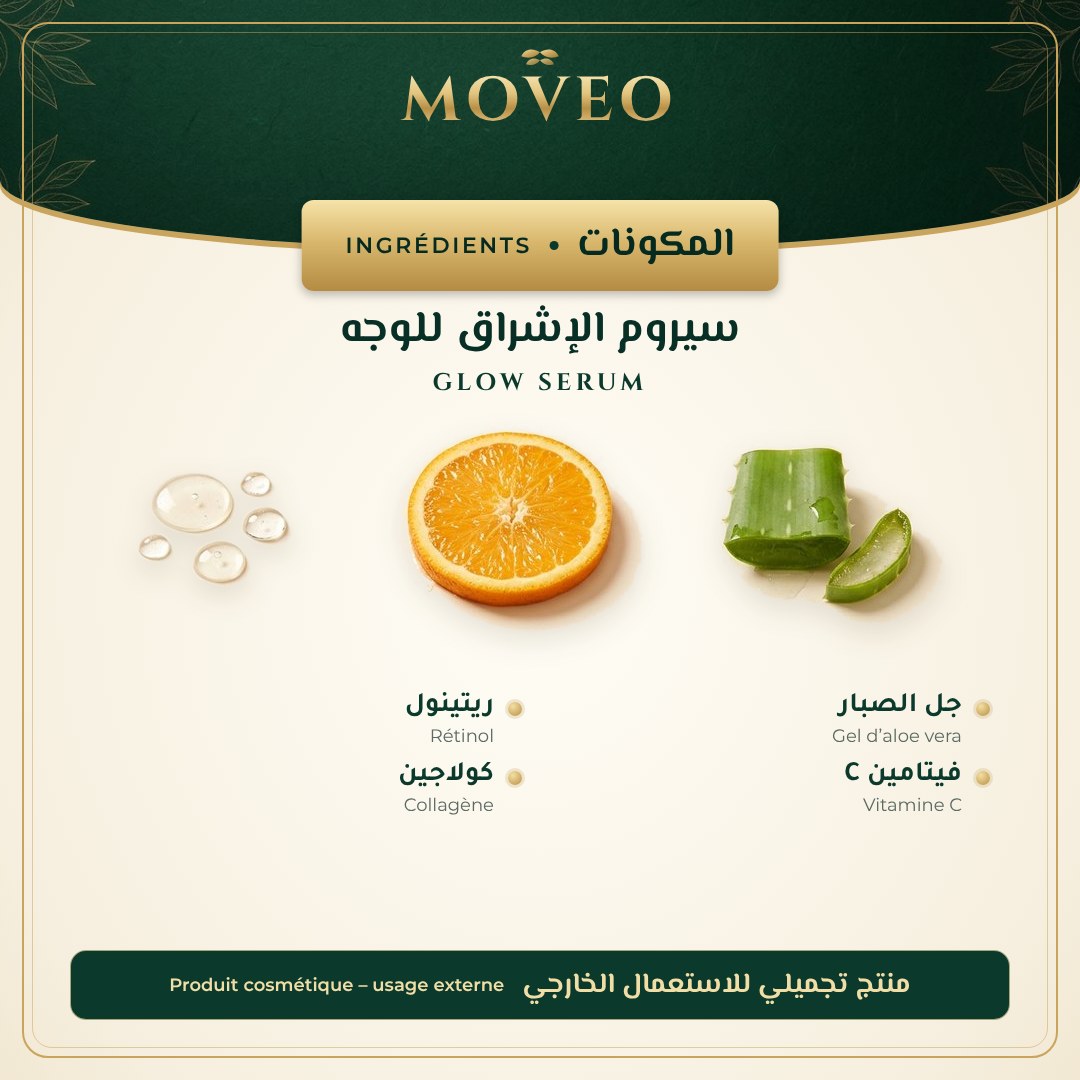 MOVEO
المكونات • INGRÉDIENTS
سيروم الإشراق للوجه
GLOW SERUM
جل الصبار
Gel d’aloe vera
فيتامين C
Vitamine C
ريتينول
Rétinol
كولاجين
Collagène
منتج تجميلي للاستعمال الخارجي Produit cosmétique – usage externe